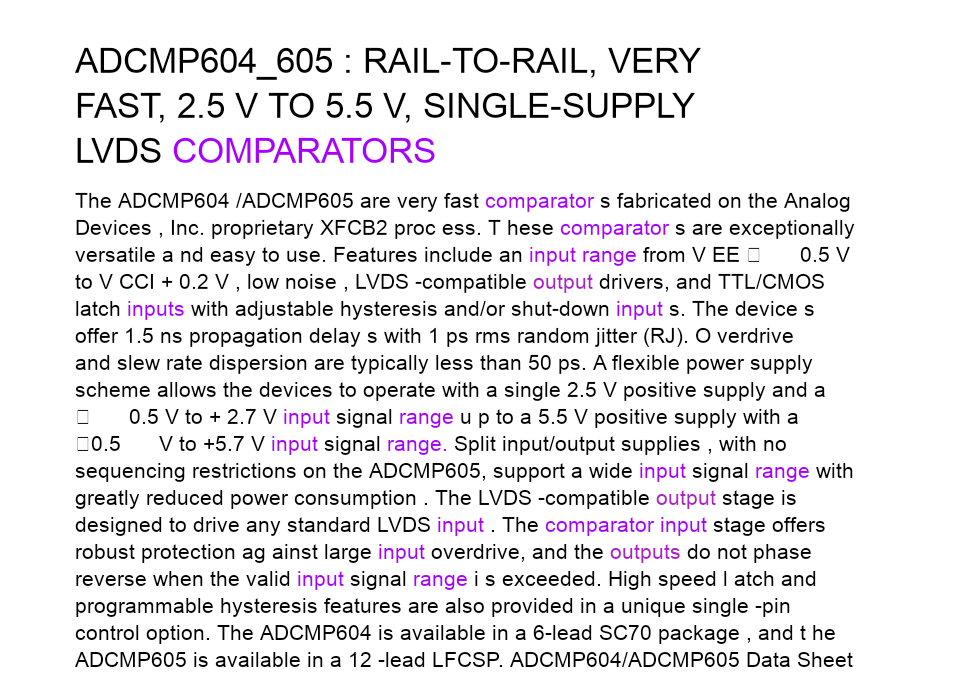 ADCMP604_605 : RAIL-TO-RAIL, VERY
FAST, 2.5 V TO 5.5 V, SINGLE-SUPPLY
LVDS COMPARATORS
The ADCMP604 /ADCMP605 are very fast comparator s fabricated on the Analog
Devices , Inc. proprietary XFCB2 proc ess. T hese comparator s are exceptionally
versatile a nd easy to use. Features include an input range from V EE □ 0.5 V
to V CCI + 0.2 V , low noise , LVDS -compatible output drivers, and TTL/CMOS
latch inputs with adjustable hysteresis and/or shut-down input s. The device s
offer 1.5 ns propagation delay s with 1 ps rms random jitter (RJ). O verdrive
and slew rate dispersion are typically less than 50 ps. A flexible power supply
scheme allows the devices to operate with a single 2.5 V positive supply and a
□ 0.5 V to + 2.7 V input signal range u p to a 5.5 V positive supply with a
□0.5 V to +5.7 V input signal range. Split input/output supplies , with no
sequencing restrictions on the ADCMP605, support a wide input signal range with
greatly reduced power consumption . The LVDS -compatible output stage is
designed to drive any standard LVDS input . The comparator input stage offers
robust protection ag ainst large input overdrive, and the outputs do not phase
reverse when the valid input signal range i s exceeded. High speed l atch and
programmable hysteresis features are also provided in a unique single -pin
control option. The ADCMP604 is available in a 6-lead SC70 package , and t he
ADCMP605 is available in a 12 -lead LFCSP. ADCMP604/ADCMP605 Data Sheet